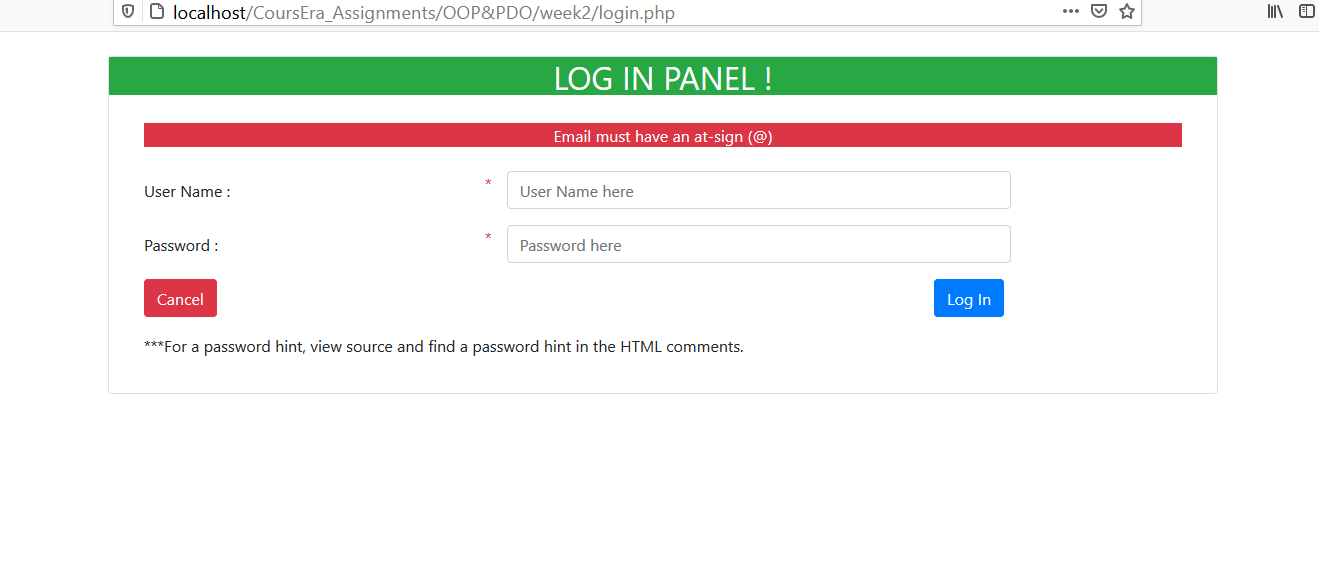 localhost/CoursEra_Assignments/OOP&PDO/week2/login.php
LOG IN PANEL !
Email must have an at-sign (@)
User Name : * User Name here
Password : * Password here
Cancel Log In
***For a password hint, view source and find a password hint in the HTML comments.